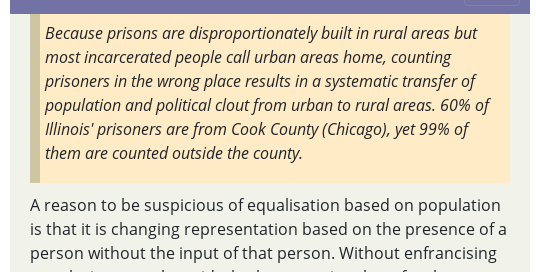 Because prisons are disproportionately built in rural areas but
most incarcerated people call urban areas home, counting
prisoners in the wrong place results in a systematic transfer of
population and political clout from urban to rural areas. 60% of
Illinois' prisoners are from Cook County (Chicago), yet 99% of
them are counted outside the county.
A reason to be suspicious of equalisation based on population
is that it is changing representation based on the presence of a
person without the input of that person. Without enfrancising